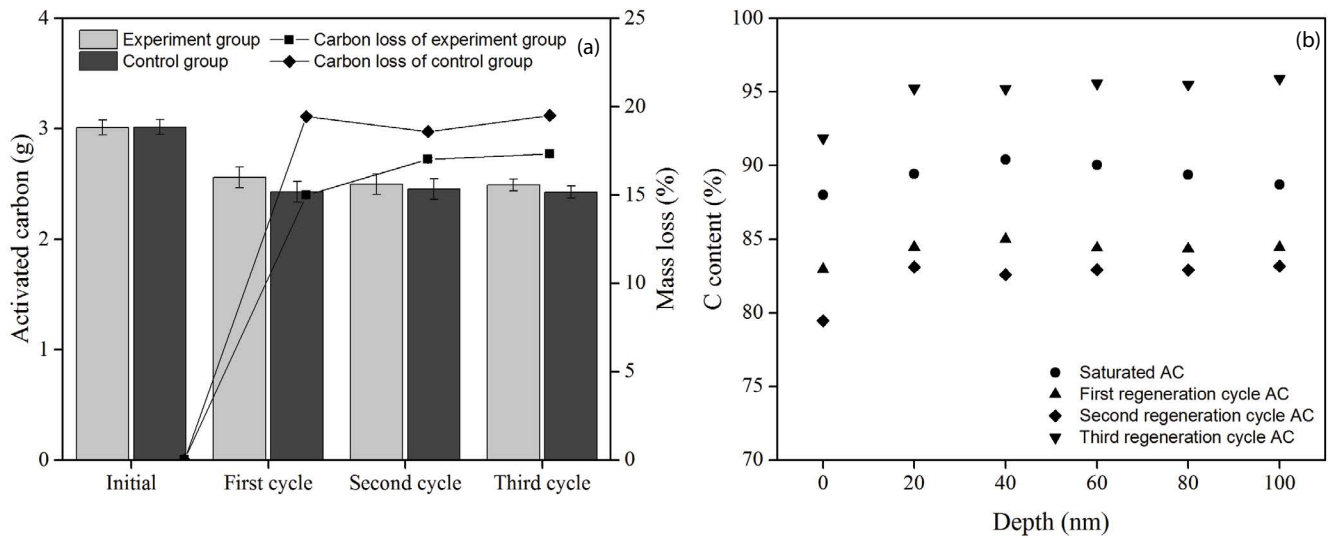 (a)
Experiment group
Control group
Carbon loss of experiment group
Carbon loss of control group
Activated carbon (g)
4
3
2
1
0
Mass loss (%)
25
20
15
10
5
0
Initial
First cycle
Second cycle
Third cycle
(b)
C content (%)
100
95
90
85
80
75
70
Saturated AC
First regeneration cycle AC
Second regeneration cycle AC
Third regeneration cycle AC
0
20
40
60
80
100
Depth (nm)